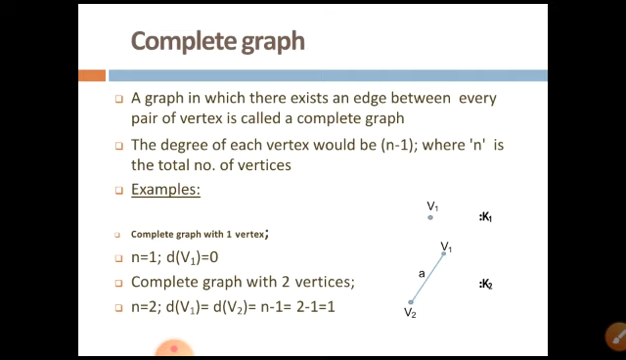 Complete graph
A graph in which there exists an edge between every
pair of vertex is called a complete graph
The degree of each vertex would be (n-1); where 'n' is
the total no. of vertices
Examples:
V₁
:K₁
Complete graph with 1 vertex;
n=1; d(V₁)=0
V₁
a
Complete graph with 2 vertices;
:K₂
n=2; d(V₁)= d(V₂)= n-1= 2-1=1
V₂